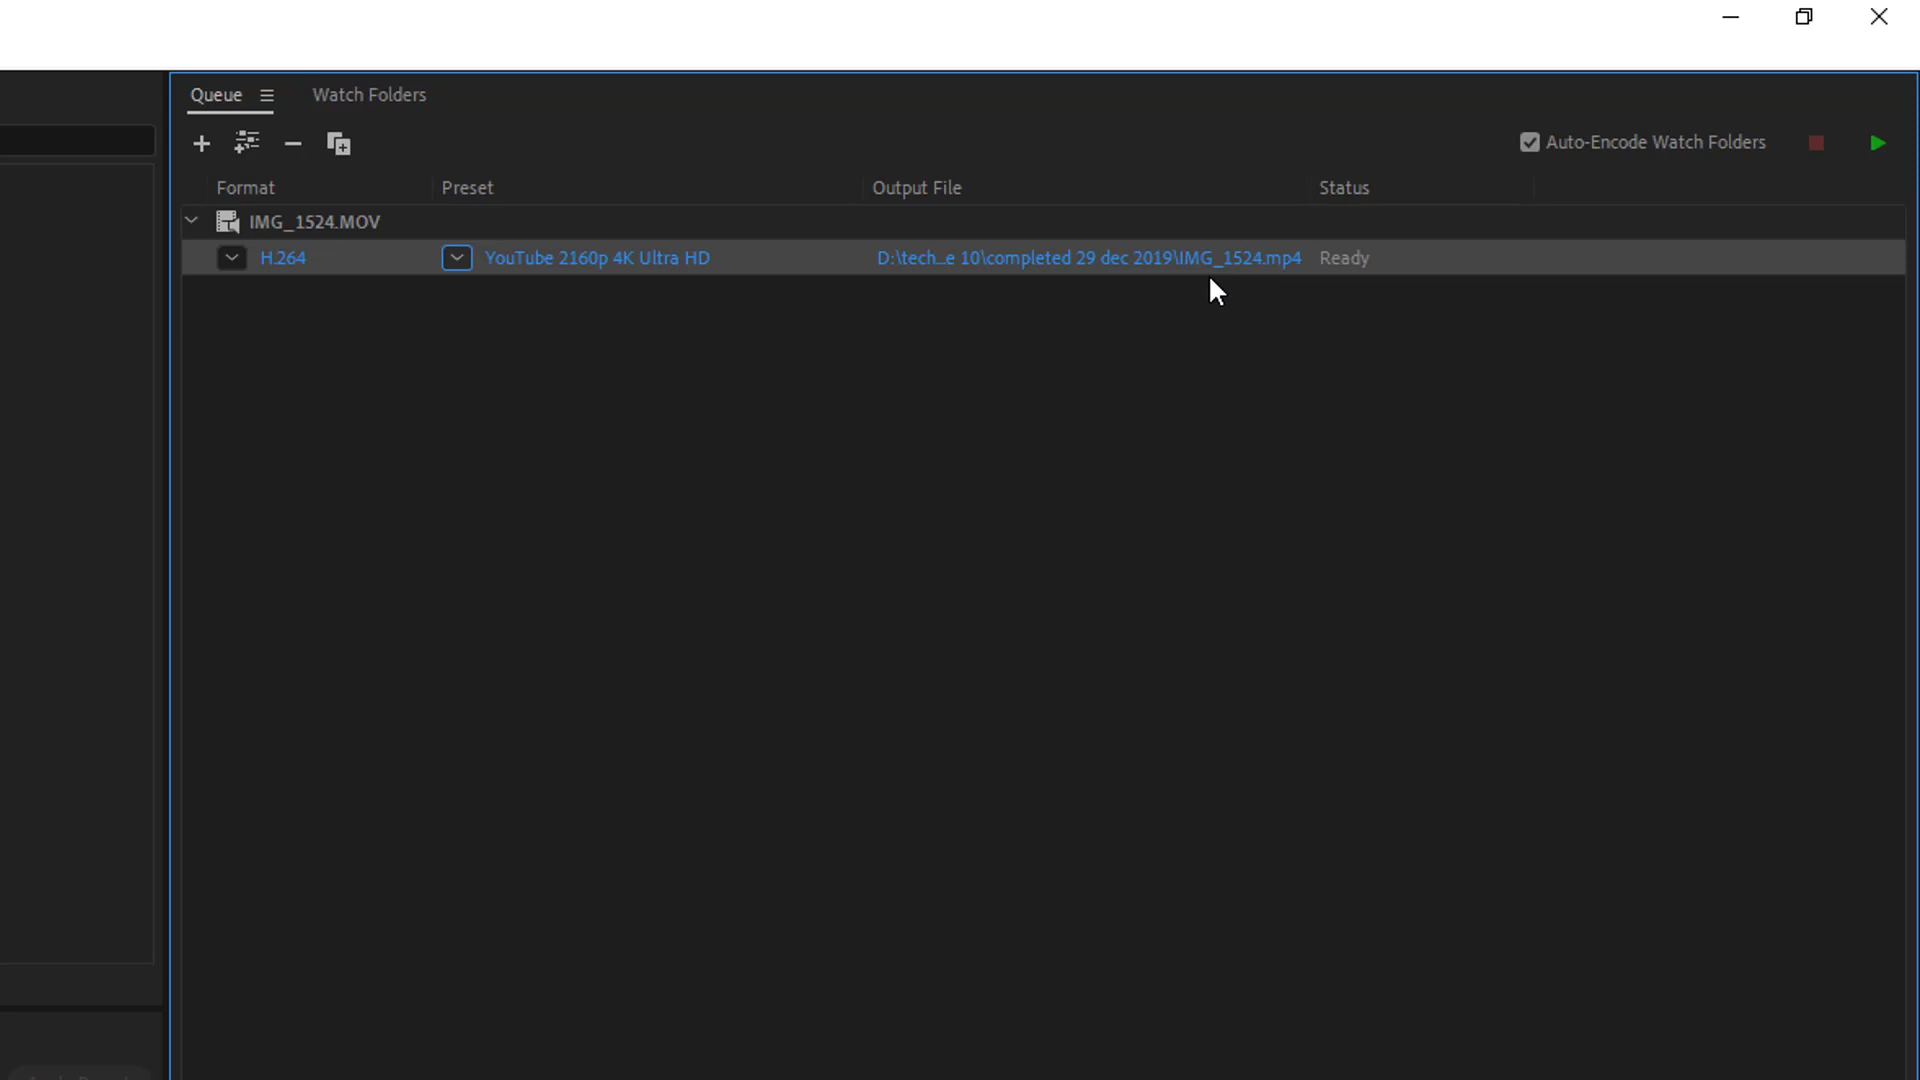 Queue Watch Folders
Auto-Encode Watch Folders
Format Preset Output File Status
IMG_1524.MOV
H.264 YouTube 2160p 4K Ultra HD D:\tech...e 10\completed 29 dec 2019\IMG_1524.mp4 Ready